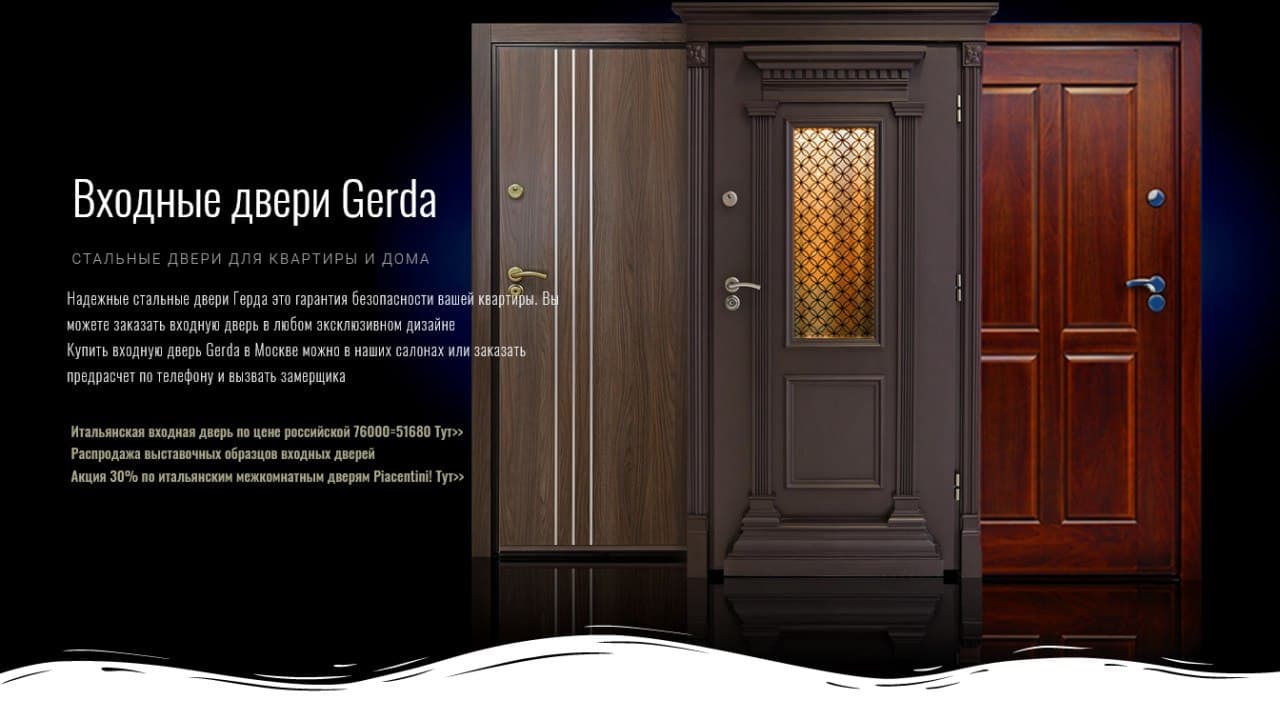 Входные двери Gerda
СТАЛЬНЫЕ ДВЕРИ ДЛЯ КВАРТИРЫ И ДОМА
Надежные стальные двери Герда это гарантия безопасности вашей квартиры. Вы
можете заказать входную дверь в любом эксклюзивном дизайне
Купить входную дверь Gerda в Москве можно в наших салонах или заказать
предрасчет по телефону и вызвать замерщика
Итальянская входная дверь по цене российской 76000=51680 Тут>>
Распродажа выставочных образцов входных дверей
Акция 30% по итальянским межкомнатным дверям Piacentini! Тут>>